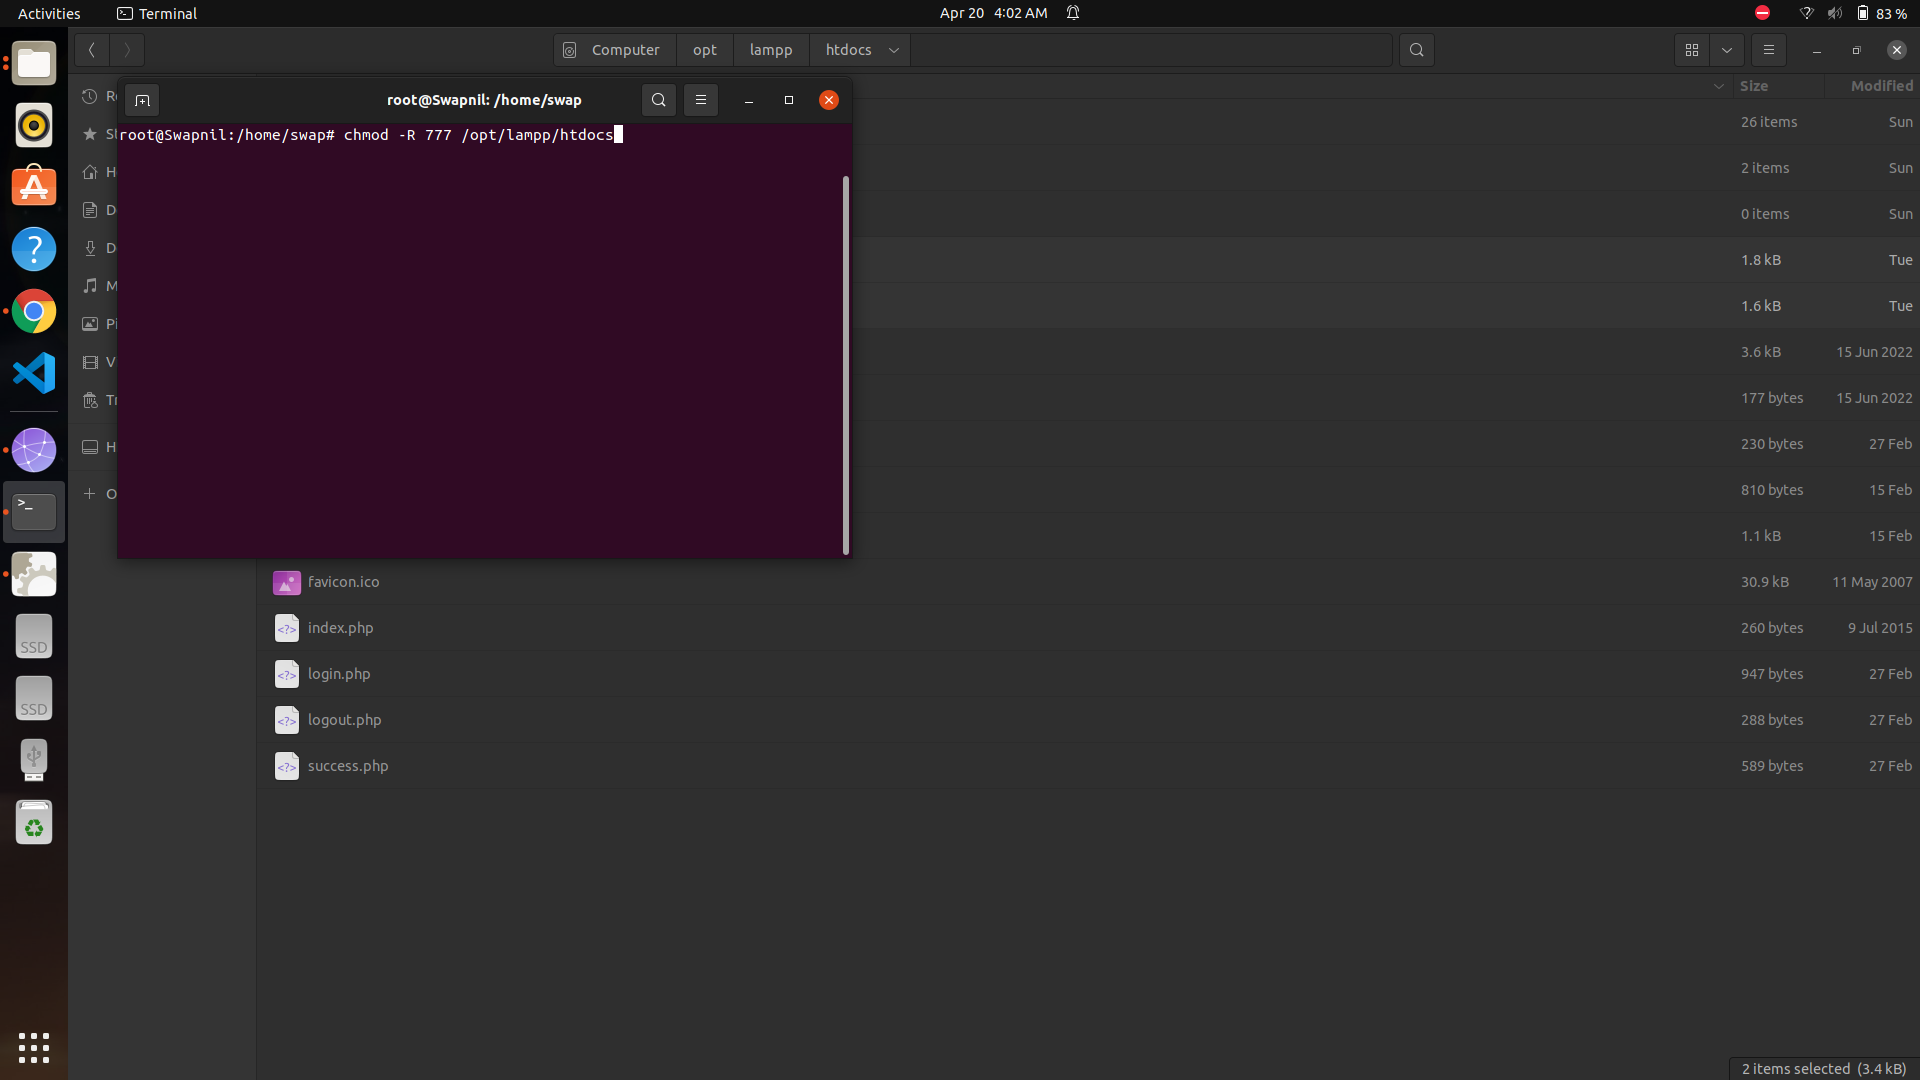 Activities
Terminal
Apr 20 4:02 AM
83 %
Computer
opt
lampp
htdocs
Size
Modified
root@Swapnil: /home/swap
root@Swapnil:/home/swap# chmod -R 777 /opt/lampp/htdocs
26 items Sun
2 items Sun
0 items Sun
1.8 kB Tue
1.6 kB Tue
3.6 kB 15 Jun 2022
177 bytes 15 Jun 2022
230 bytes 27 Feb
810 bytes 15 Feb
1.1 kB 15 Feb
favicon.ico 30.9 kB 11 May 2007
index.php 260 bytes 9 Jul 2015
login.php 947 bytes 27 Feb
logout.php 288 bytes 27 Feb
success.php 589 bytes 27 Feb
SSD
SSD
2 items selected (3.4 kB)